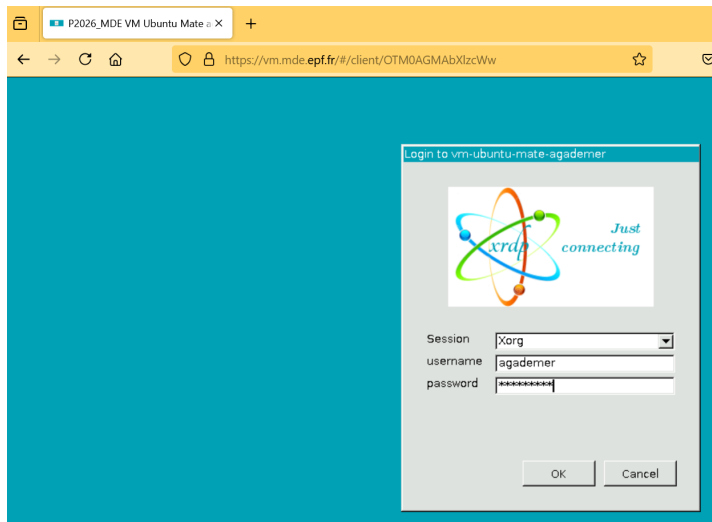 P2026_MDE VM Ubuntu Mate a
https://vm.mde.epf.fr/#/client/OTM0AGMAbXlzcWw
Login to vm-ubuntu-mate-agademer
Just
xrdp connecting
Session Xorg
username agademer
password *********
OK Cancel